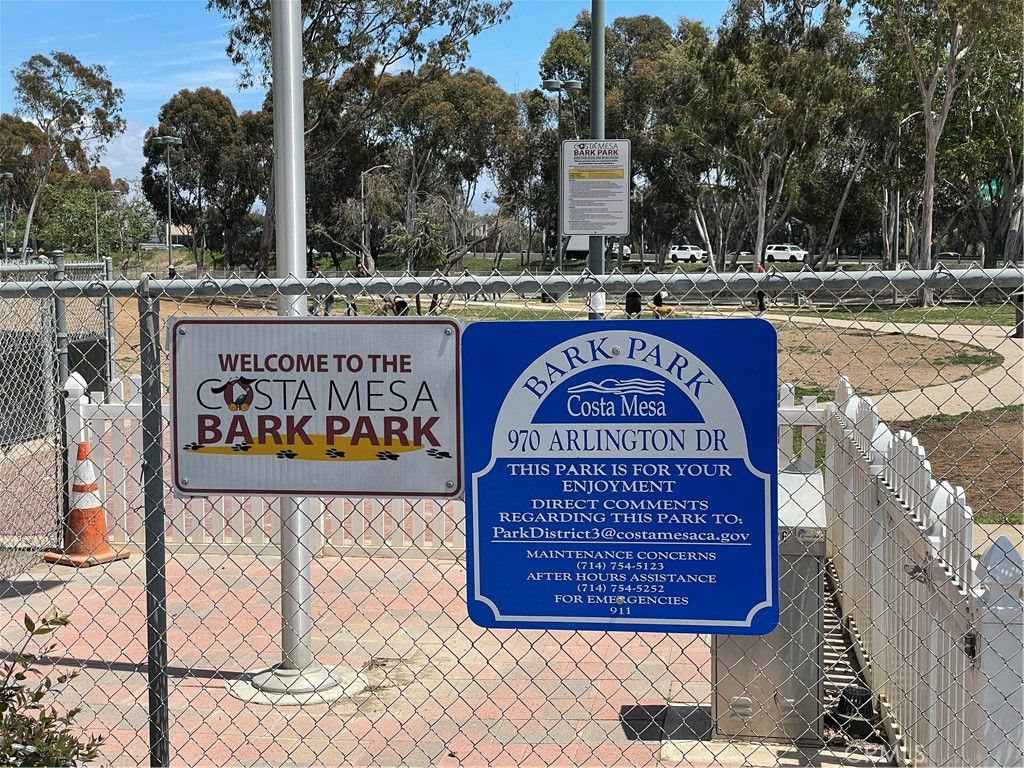 COSTA MESA
BARK PARK
WELCOME TO THE
COSTA MESA
BARK PARK
BARK PARK
Costa Mesa
970 ARLINGTON DR
THIS PARK IS FOR YOUR
ENJOYMENT
DIRECT COMMENTS
REGARDING THIS PARK TO:
ParkDistrict3@costamesaca.gov
MAINTENANCE CONCERNS
(714) 754-5123
AFTER HOURS ASSISTANCE
(714) 754-5252
FOR EMERGENCIES
911
CRMLS